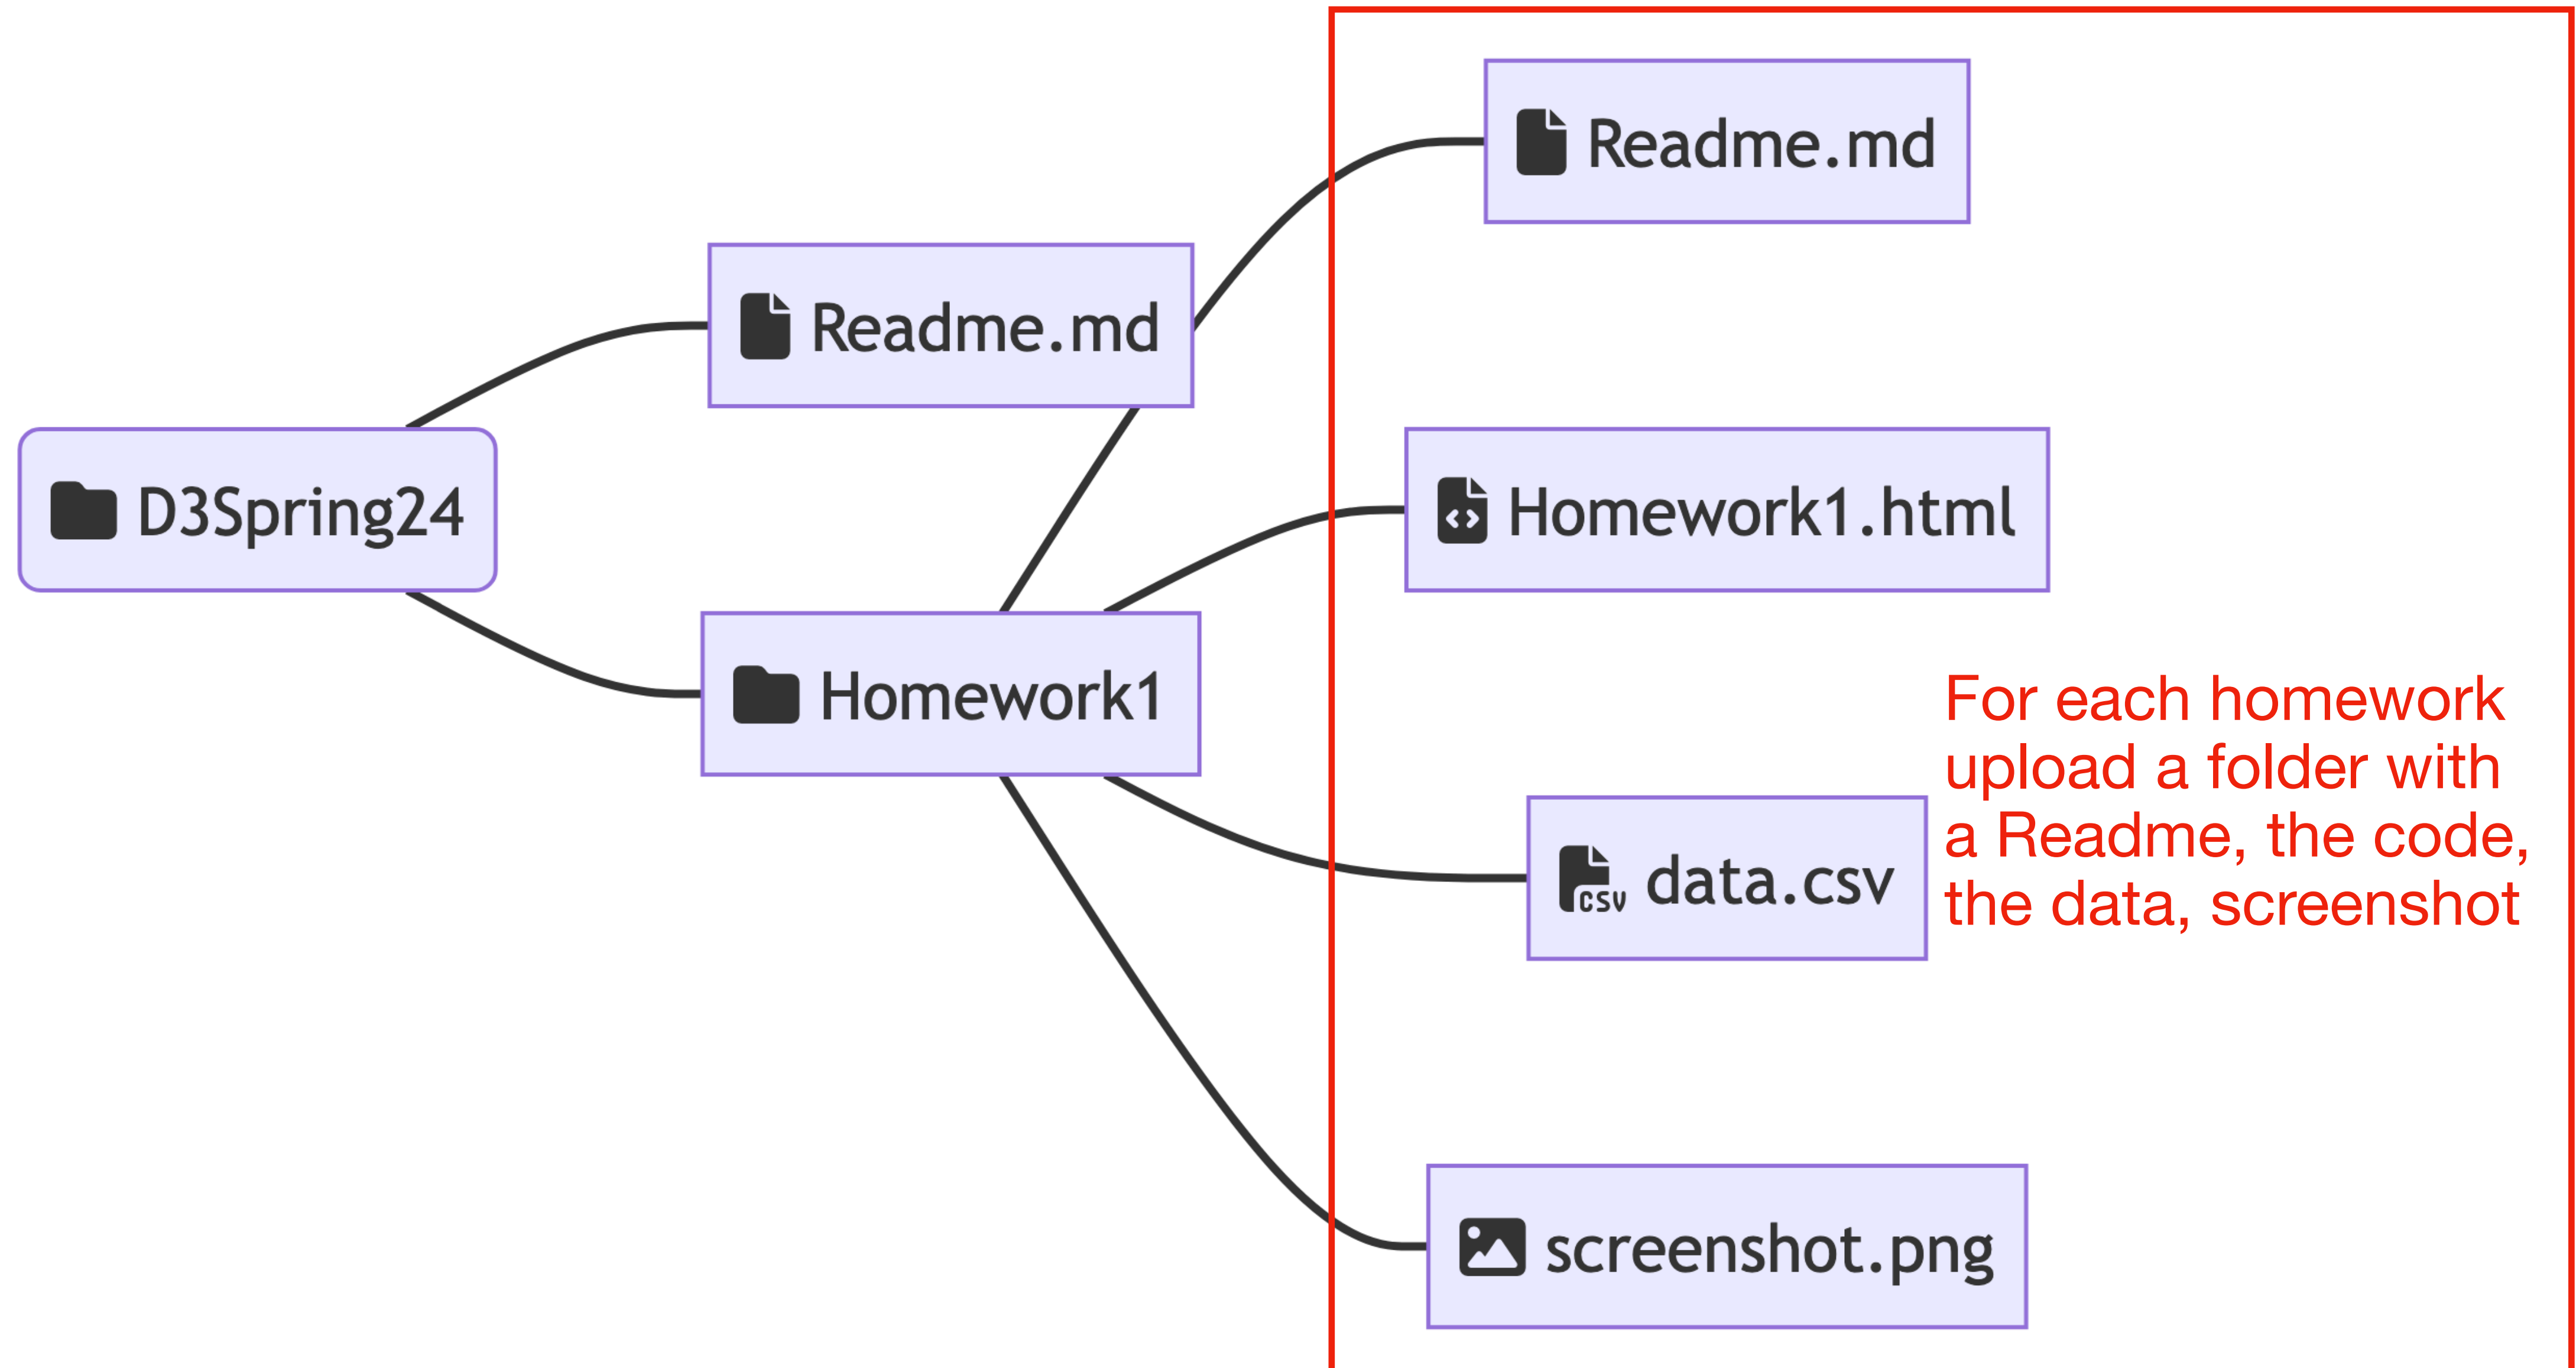 D3Spring24
Readme.md
Homework1
Readme.md
Homework1.html
data.csv
CSV
screenshot.png
For each homework
upload a folder with
a Readme, the code,
the data, screenshot